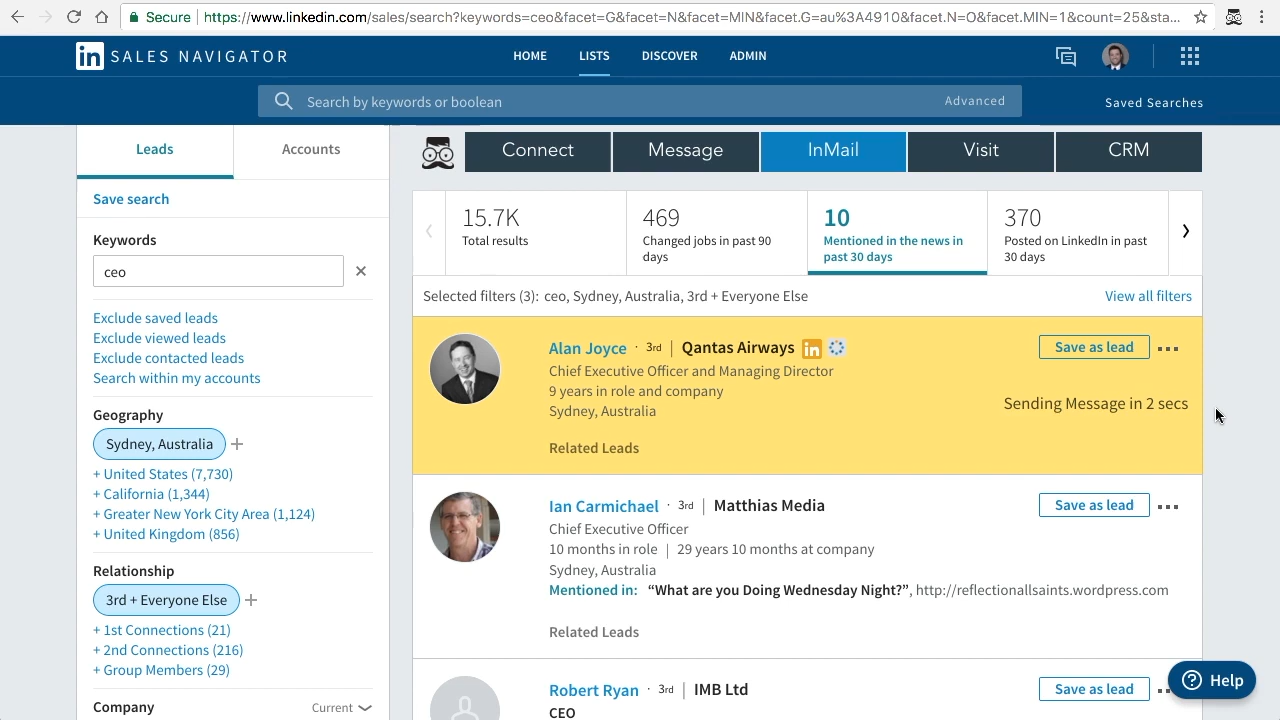 Secure https://www.linkedin.com/sales/search?keywords=ceo&facet=G&facet=N&facet=MIN&facet.G=au%3A4910&facet.N=O&facet.MIN=1&count=25&sta...
in SALES NAVIGATOR HOME LISTS DISCOVER ADMIN
Search by keywords or boolean Advanced Saved Searches
Leads Accounts
Save search
Keywords
ceo
Exclude saved leads
Exclude viewed leads
Exclude contacted leads
Search within my accounts
Geography
Sydney, Australia +
+ United States (7,730)
+ California (1,344)
+ Greater New York City Area (1,124)
+ United Kingdom (856)
Relationship
3rd + Everyone Else +
+ 1st Connections (21)
+ 2nd Connections (216)
+ Group Members (29)
Company Current
Connect Message InMail Visit CRM
15.7K
Total results
469
Changed jobs in past 90
days
10
Mentioned in the news in
past 30 days
370
Posted on LinkedIn in past
30 days
Selected filters (3): ceo, Sydney, Australia, 3rd + Everyone Else View all filters
Alan Joyce · 3rd | Qantas Airways in Save as lead
Chief Executive Officer and Managing Director
9 years in role and company
Sydney, Australia
Sending Message in 2 secs
Related Leads
Ian Carmichael · 3rd | Matthias Media Save as lead
Chief Executive Officer
10 months in role | 29 years 10 months at company
Sydney, Australia
Mentioned in: “What are you Doing Wednesday Night?”, http://reflectionallsaints.wordpress.com
Related Leads
Robert Ryan · 3rd | IMB Ltd Save as lead
CEO
Help